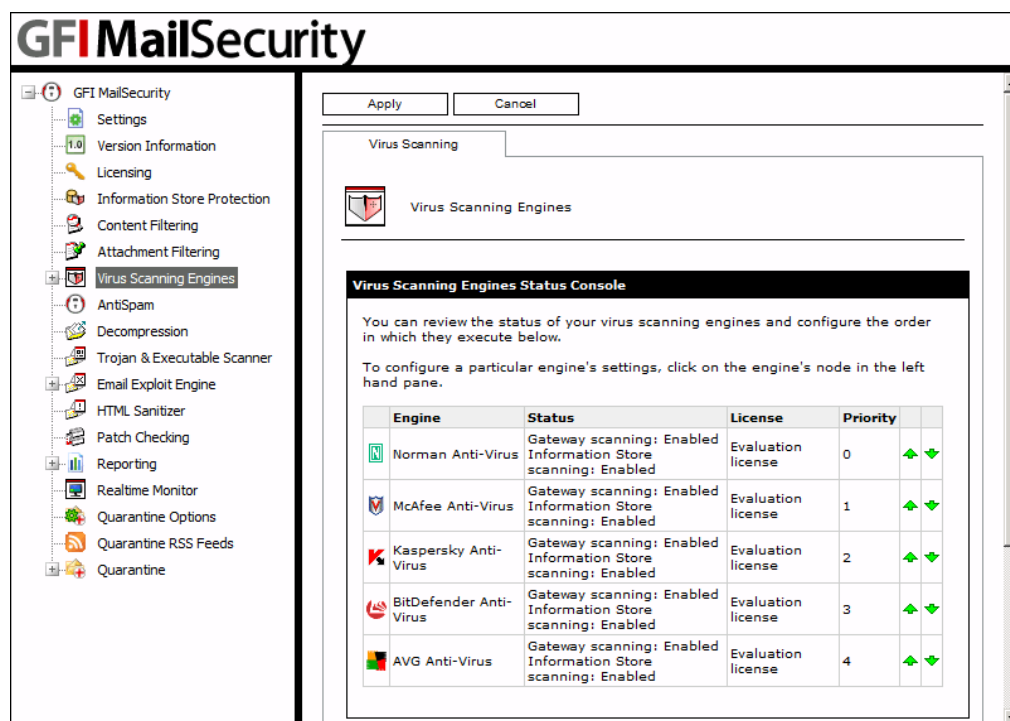 GFI MailSecurity
GFI MailSecurity
Settings
1.0
Version Information
Licensing
Information Store Protection
Content Filtering
Attachment Filtering
Virus Scanning Engines
AntiSpam
Decompression
Trojan & Executable Scanner
Email Exploit Engine
HTML Sanitizer
Patch Checking
Reporting
Realtime Monitor
Quarantine Options
Quarantine RSS Feeds
Quarantine
Apply Cancel
Virus Scanning
Virus Scanning Engines
Virus Scanning Engines Status Console
You can review the status of your virus scanning engines and configure the order
in which they execute below.
To configure a particular engine's settings, click on the engine's node in the left
hand pane.
Engine Status License Priority
N Norman Anti-Virus Gateway scanning: Enabled
Information Store
scanning: Enabled Evaluation
license 0
McAfee Anti-Virus Gateway scanning: Enabled
Information Store
scanning: Enabled Evaluation
license 1
Kaspersky Anti-
Virus Gateway scanning: Enabled
Information Store
scanning: Enabled Evaluation
license 2
BitDefender Anti-
Virus Gateway scanning: Enabled
Information Store
scanning: Enabled Evaluation
license 3
AVG Anti-Virus Gateway scanning: Enabled
Information Store
scanning: Enabled Evaluation
license 4